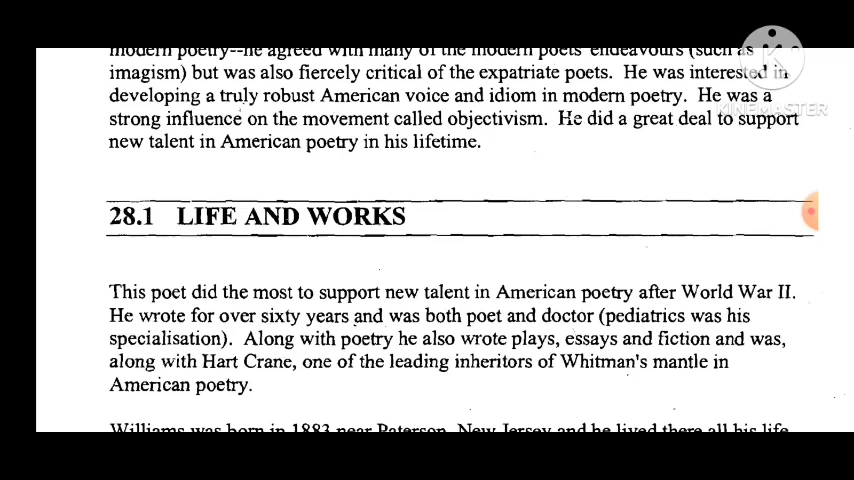 modern poetry--he agreed with many of the modern poets' endeavours (such as
imagism) but was also fiercely critical of the expatriate poets. He was interested in
developing a truly robust American voice and idiom in modern poetry. He was a
strong influence on the movement called objectivism. He did a great deal to support
new talent in American poetry in his lifetime.
KINEMASTER
28.1 LIFE AND WORKS
This poet did the most to support new talent in American poetry after World War II.
He wrote for over sixty years and was both poet and doctor (pediatrics was his
specialisation). Along with poetry he also wrote plays, essays and fiction and was,
along with Hart Crane, one of the leading inheritors of Whitman's mantle in
American poetry.
Williams was born in 1883 near Paterson, New Jersey and he lived there all his life